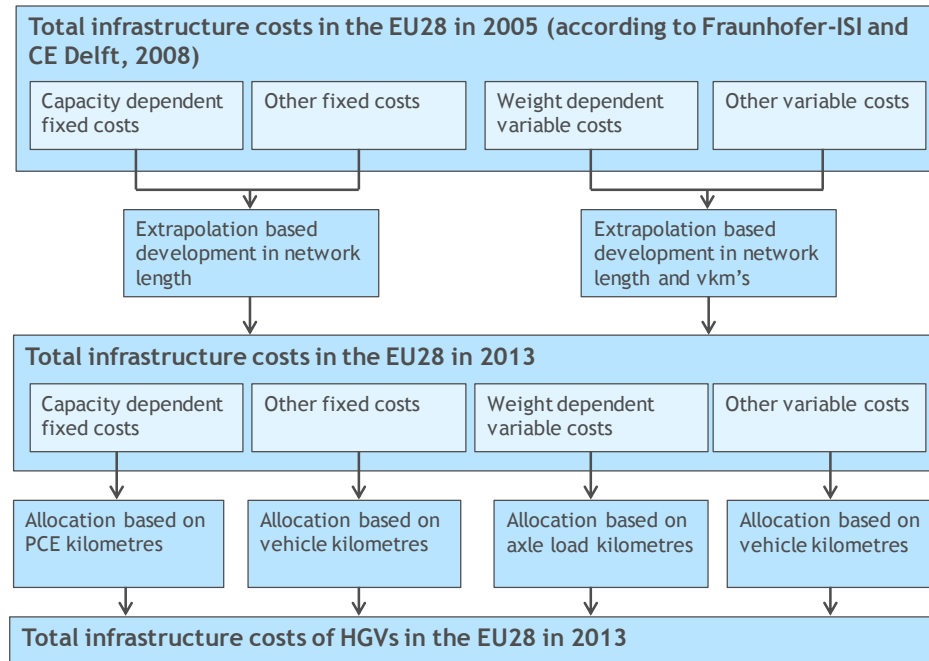 Total infrastructure costs in the EU28 in 2005 (according to Fraunhofer-ISI and
CE Delft, 2008)
Capacity dependent
fixed costs
Other fixed costs
Weight dependent
variable costs
Other variable costs
Extrapolation based
development in network
length
Extrapolation based
development in network
length and vkm's
Total infrastructure costs in the EU28 in 2013
Capacity dependent
fixed costs
Other fixed costs
Weight dependent
variable costs
Other variable costs
Allocation based on
PCE kilometres
Allocation based on
vehicle kilometres
Allocation based on
axle load kilometres
Allocation based on
vehicle kilometres
Total infrastructure costs of HGVs in the EU28 in 2013